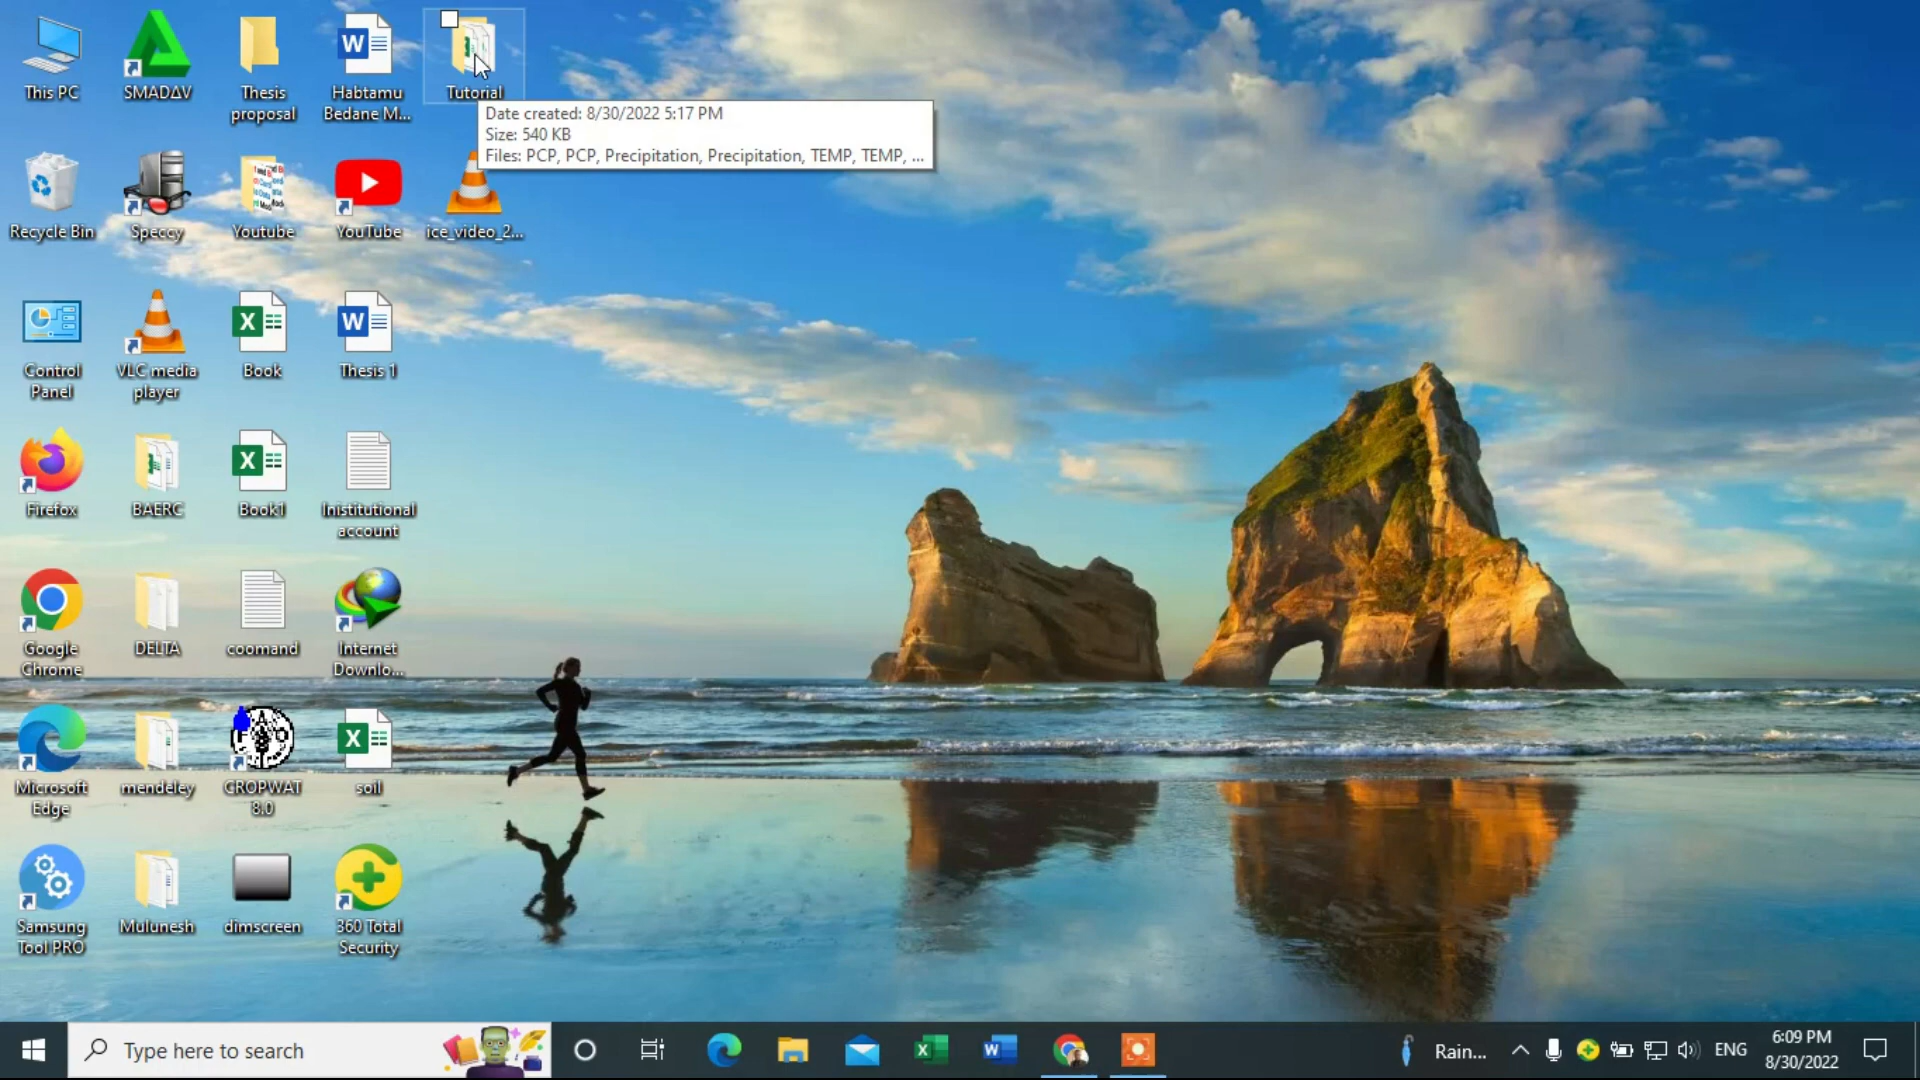 This PC
SMADΔV
Thesis
proposal
Habtamu
Bedane M...
Tutorial
Date created: 8/30/2022 5:17 PM
Size: 540 KB
Files: PCP, PCP, Precipitation, Precipitation, TEMP, TEMP, ...
Recycle Bin
Speccy
Youtube
YouTube
ice_video_2...
Control
Panel
VLC media
player
Book
Thesis 1
Firefox
BAERC
Book1
Inistitutional
account
Google
Chrome
DELTA
coomand
Internet
Downlo...
Microsoft
Edge
mendeley
CROPWAT
8.0
soil
Samsung
Tool PRO
Mulunesh
dimscreen
360 Total
Security
Type here to search
Rain...
ENG
6:09 PM
8/30/2022